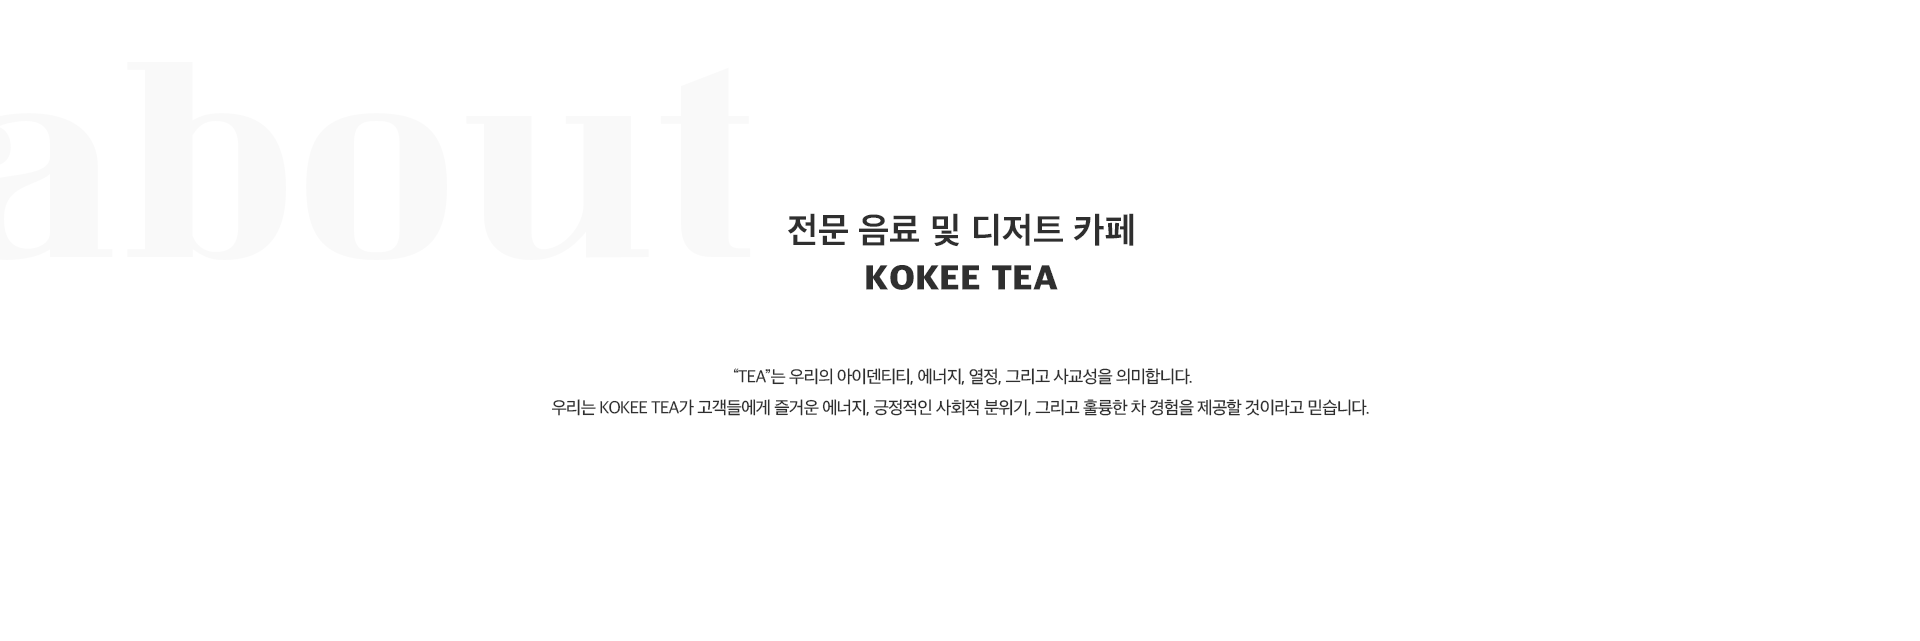 about
전문 음료 및 디저트 카페
KOKEE TEA
“TEA”는 우리의 아이덴티티, 에너지, 열정, 그리고 사교성을 의미합니다.
우리는 KOKEE TEA가 고객들에게 즐거운 에너지, 긍정적인 사회적 분위기, 그리고 훌륭한 차 경험을 제공할 것이라고 믿습니다.